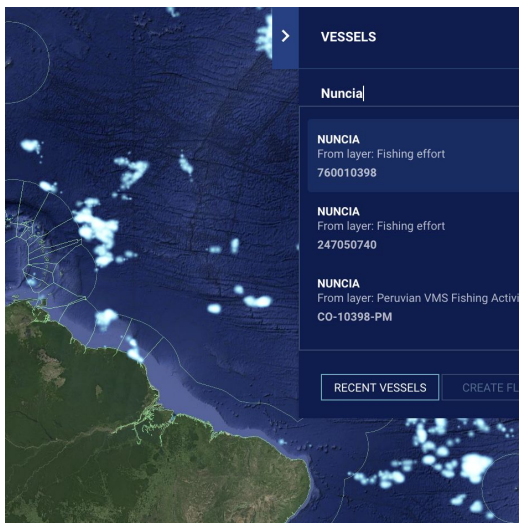 VESSELS
Nuncia
NUNCIA
From layer: Fishing effort
760010398
NUNCIA
From layer: Fishing effort
247050740
NUNCIA
From layer: Peruvian VMS Fishing Activi
CO-10398-PM
RECENT VESSELS
CREATE FL